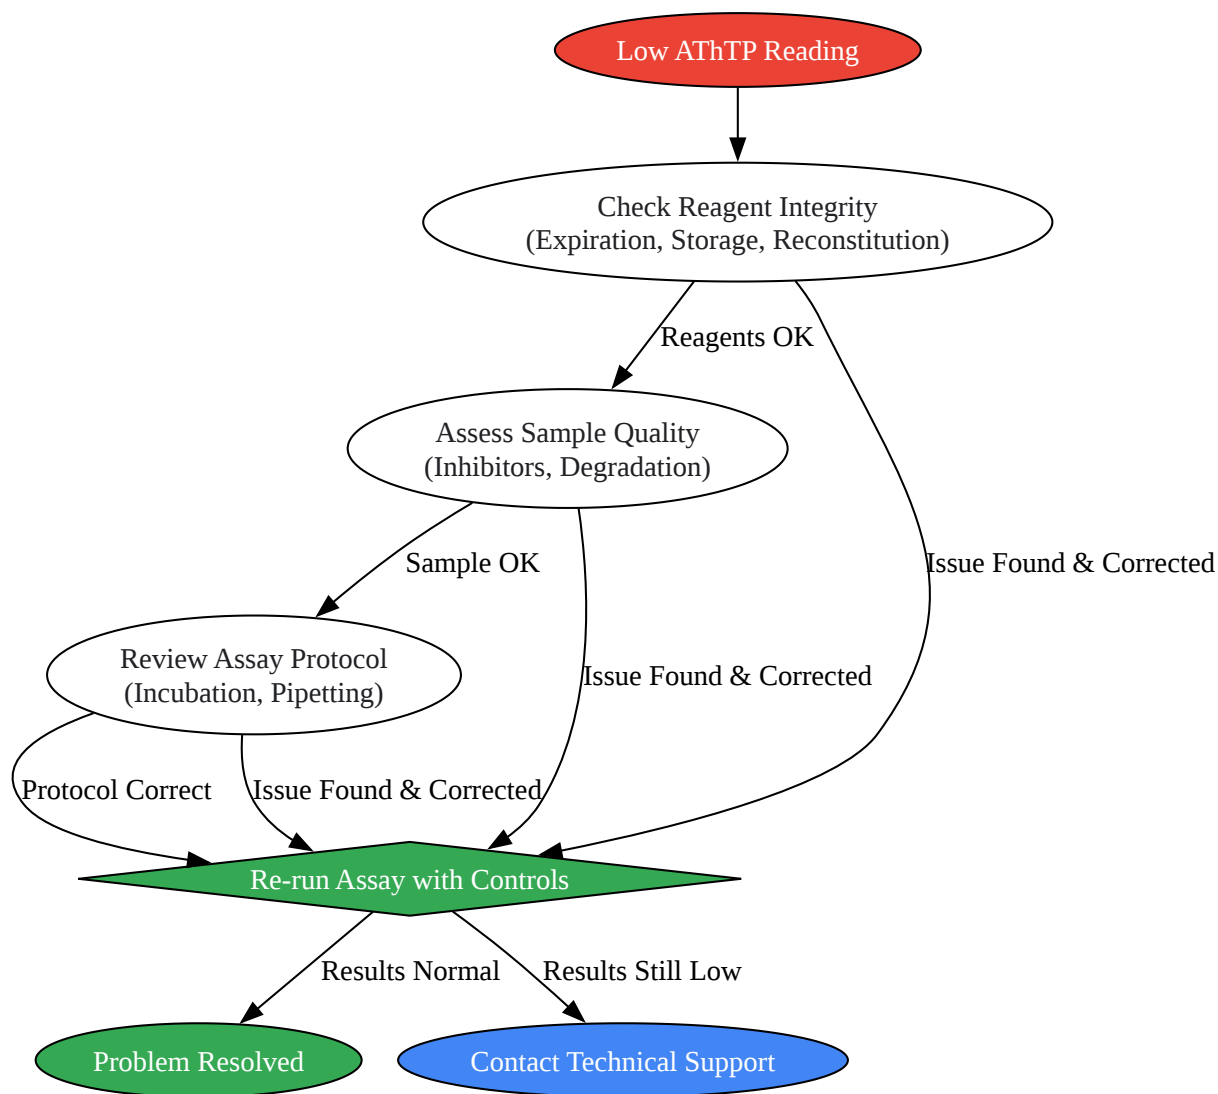 Low AThTP Reading
Check Reagent Integrity
(Expiration, Storage, Reconstitution)
Reagents OK
Assess Sample Quality
(Inhibitors, Degradation)
Sample OK
Issue Found & Corrected
Review Assay Protocol
(Incubation, Pipetting)
Issue Found & Corrected
Protocol Correct
Issue Found & Corrected
Re-run Assay with Controls
Results Normal
Results Still Low
Problem Resolved
Contact Technical Support